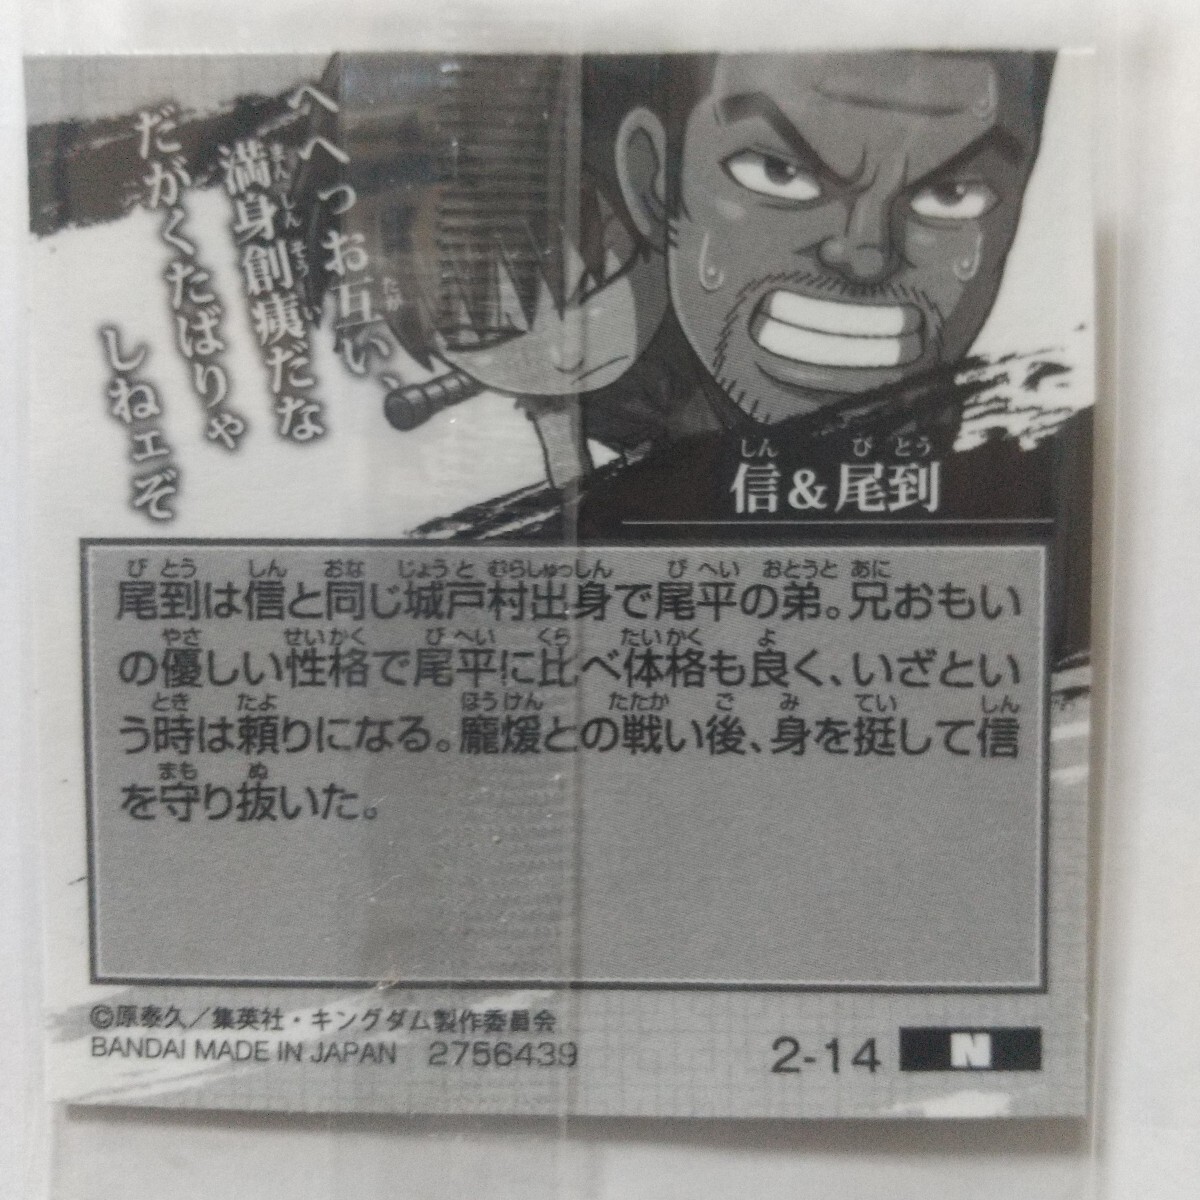 へへっお互い、
満身創痍だな
だがくたばりゃ
しねェぞ
信&尾到
尾到は信と同じ城戸村出身で尾平の弟。兄おもい
の優しい性格で尾平に比べ体格も良く、いざとい
う時は頼りになる。龐煖との戦い後、身を挺して信
を守り抜いた。
©原泰久／集英社・キングダム製作委員会
BANDAI MADE IN JAPAN 2756439
2-14 N